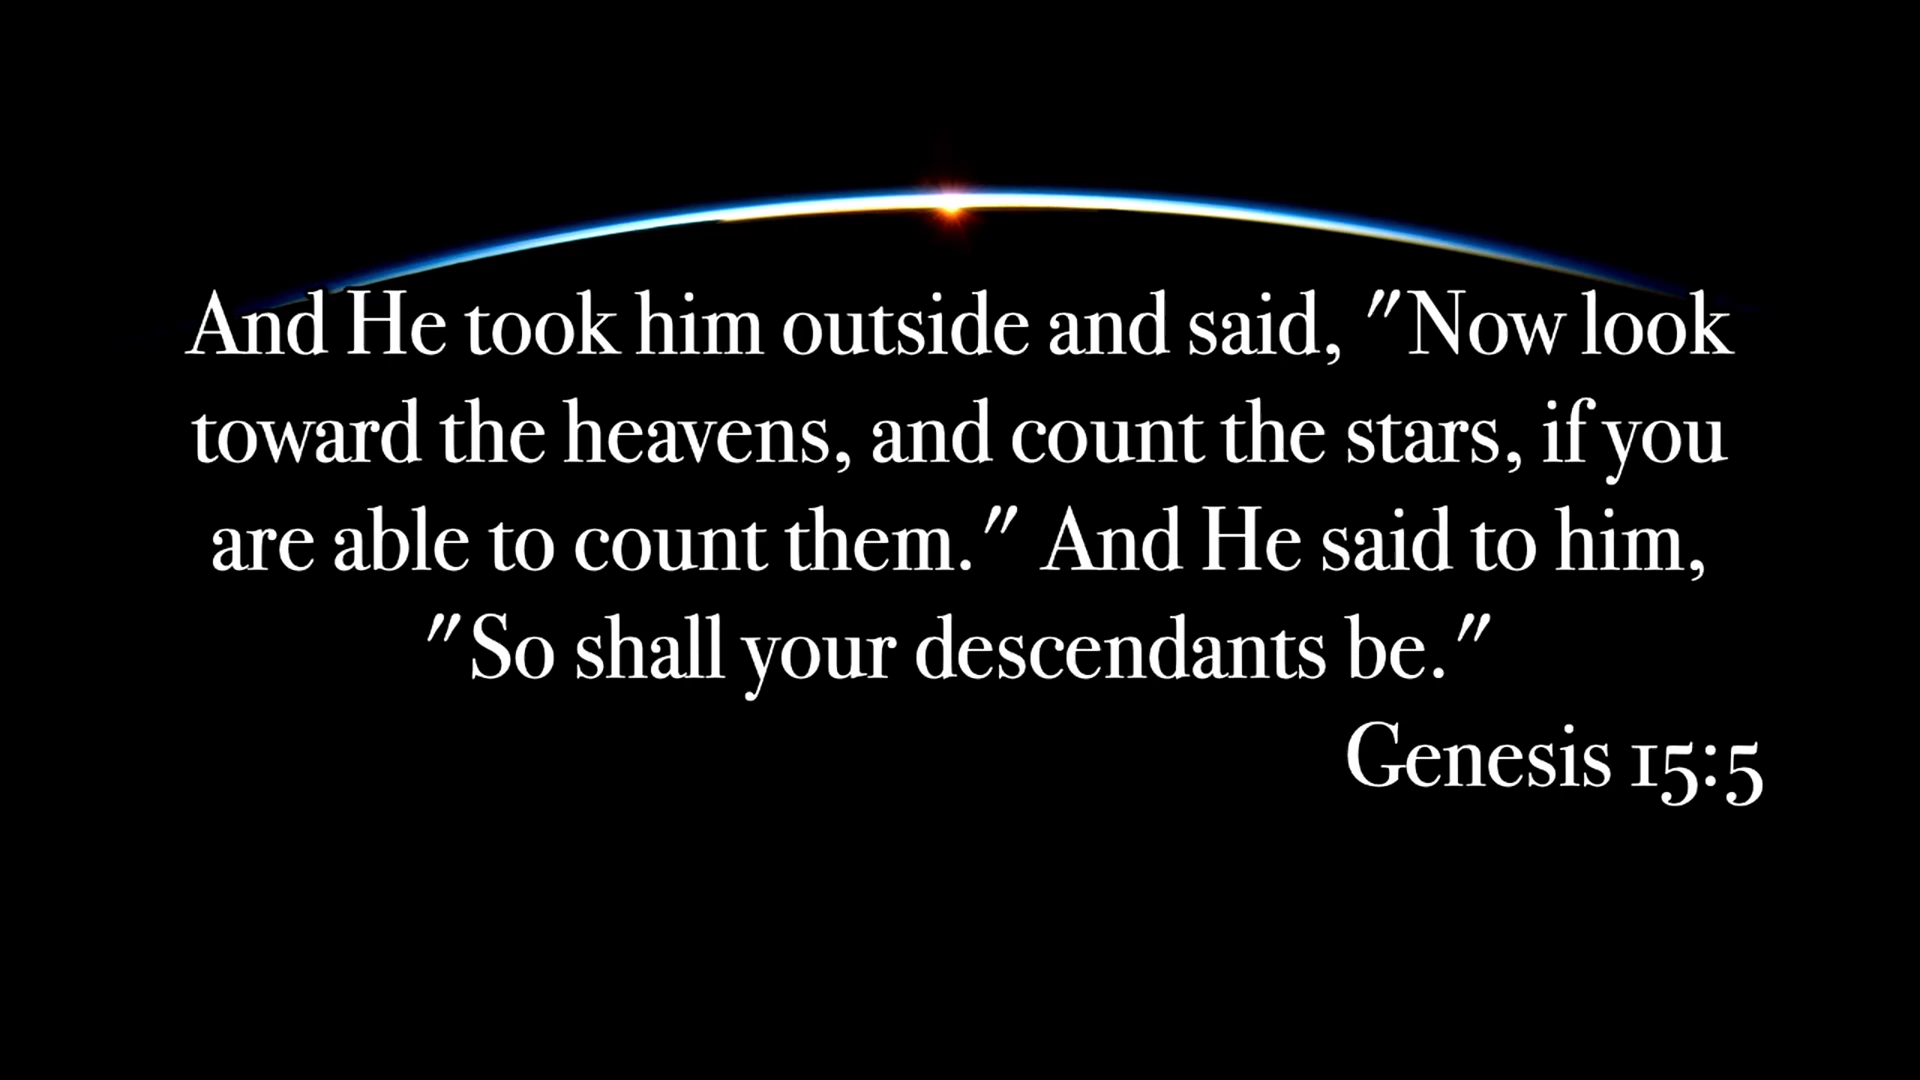 And He took him outside and said, "Now look
toward the heavens, and count the stars, if you
are able to count them." And He said to him,
"So shall your descendants be."
Genesis 15:5